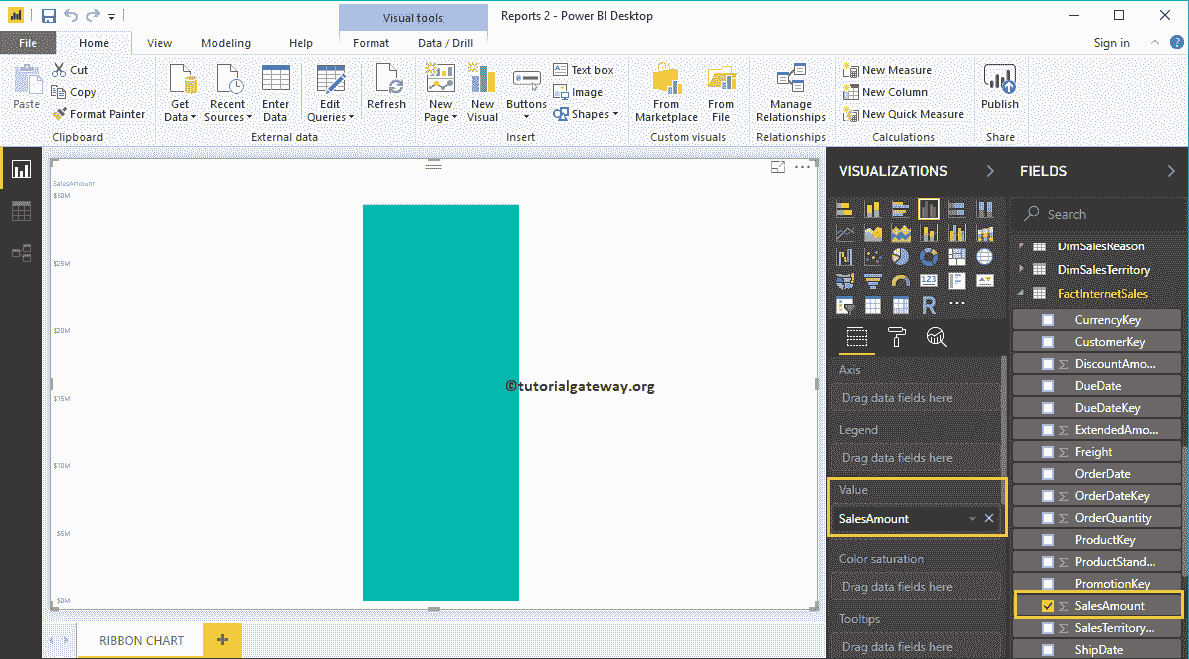 Visual tools
Reports 2 - Power BI Desktop
File
Home
View
Modeling
Help
Format
Data / Drill
Sign in
?
Paste
Cut
Copy
Format Painter
Clipboard
Get
Data
Recent
Sources
Enter
Data
Edit
Queries
External data
Refresh
New
Page
New
Visual
Buttons
Text box
Image
Shapes
Insert
From
Marketplace
From
File
Custom visuals
Manage
Relationships
Relationships
New Measure
New Column
New Quick Measure
Calculations
Publish
Share
SalesAmount
$30M
$25M
$20M
$15M
$10M
$5M
$0M
©tutorialgateway.org
RIBBON CHART
+
VISUALIZATIONS
123
R
Axis
Drag data fields here
Legend
Drag data fields here
Value
SalesAmount
Color saturation
Drag data fields here
Tooltips
Drag data fields here
FIELDS
Search
DimSalesReason
DimSalesTerritory
FactInternetSales
CurrencyKey
CustomerKey
Σ DiscountAmo...
DueDate
DueDateKey
Σ ExtendedAmo...
Σ Freight
OrderDate
Σ OrderDateKey
Σ OrderQuantity
ProductKey
Σ ProductStand...
PromotionKey
Σ SalesAmount
Σ SalesTerritory...
ShipDate